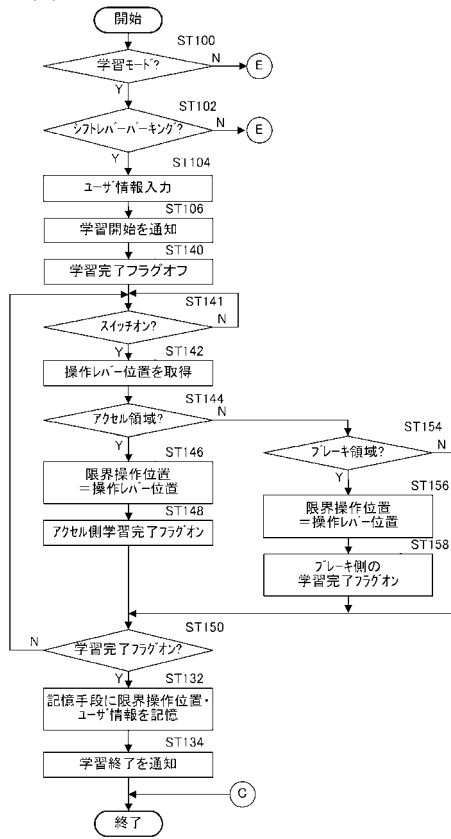 開始
ST100
学習モード?
N
E
Y
ST102
シフトレバーパーキング?
N
E
Y
ST104
ユーザ情報入力
ST106
学習開始を通知
ST140
学習完了フラグオフ
ST141
スイッチオン?
N
Y
ST142
操作レバー位置を取得
ST144
アクセル領域?
N
Y
ST154
ブレーキ領域?
N
Y
ST146
限界操作位置
=操作レバー位置
ST156
限界操作位置
=操作レバー位置
ST148
アクセル側学習完了フラグオン
ST158
ブレーキ側の
学習完了フラグオン
ST150
N
学習完了フラグオン?
Y
ST132
記憶手段に限界操作位置・
ユーザ情報を記憶
ST134
学習終了を通知
C
終了